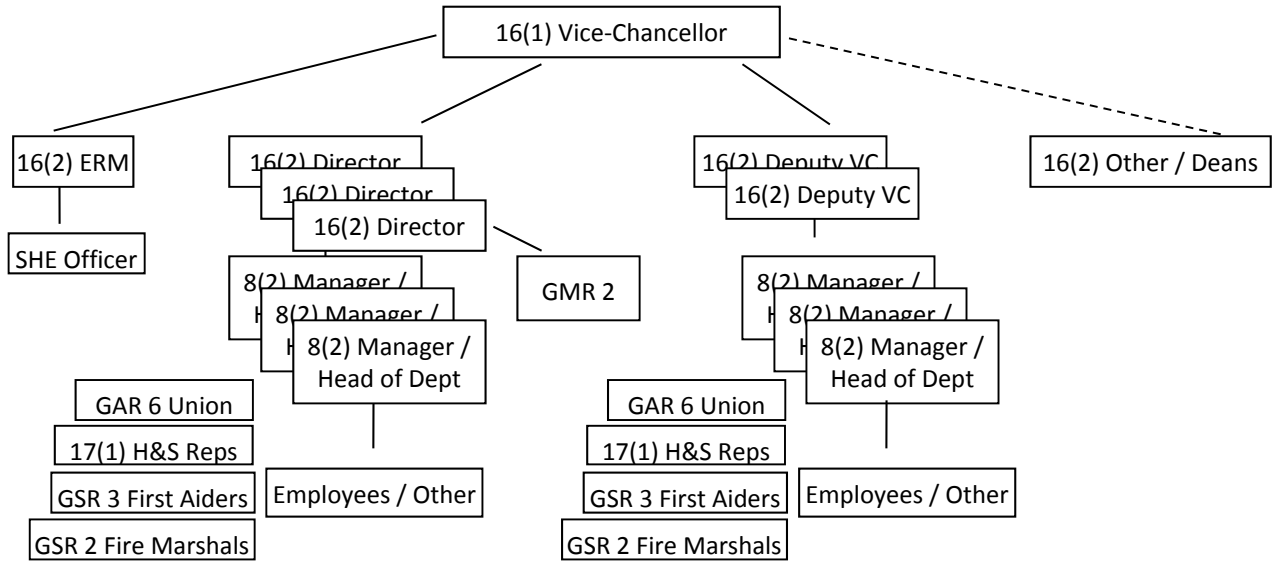 16(1) Vice-Chancellor
16(2) ERM
16(2) Director
16(2) Director
16(2) Director
16(2) Deputy VC
16(2) Deputy VC
16(2) Other / Deans
SHE Officer
GMR 2
8(2) Manager /
H
8(2) Manager /
H
8(2) Manager /
Head of Dept
8(2) Manager /
H
8(2) Manager /
H
8(2) Manager /
Head of Dept
GAR 6 Union
17(1) H&S Reps
GSR 3 First Aiders
GSR 2 Fire Marshals
Employees / Other
GAR 6 Union
17(1) H&S Reps
GSR 3 First Aiders
GSR 2 Fire Marshals
Employees / Other